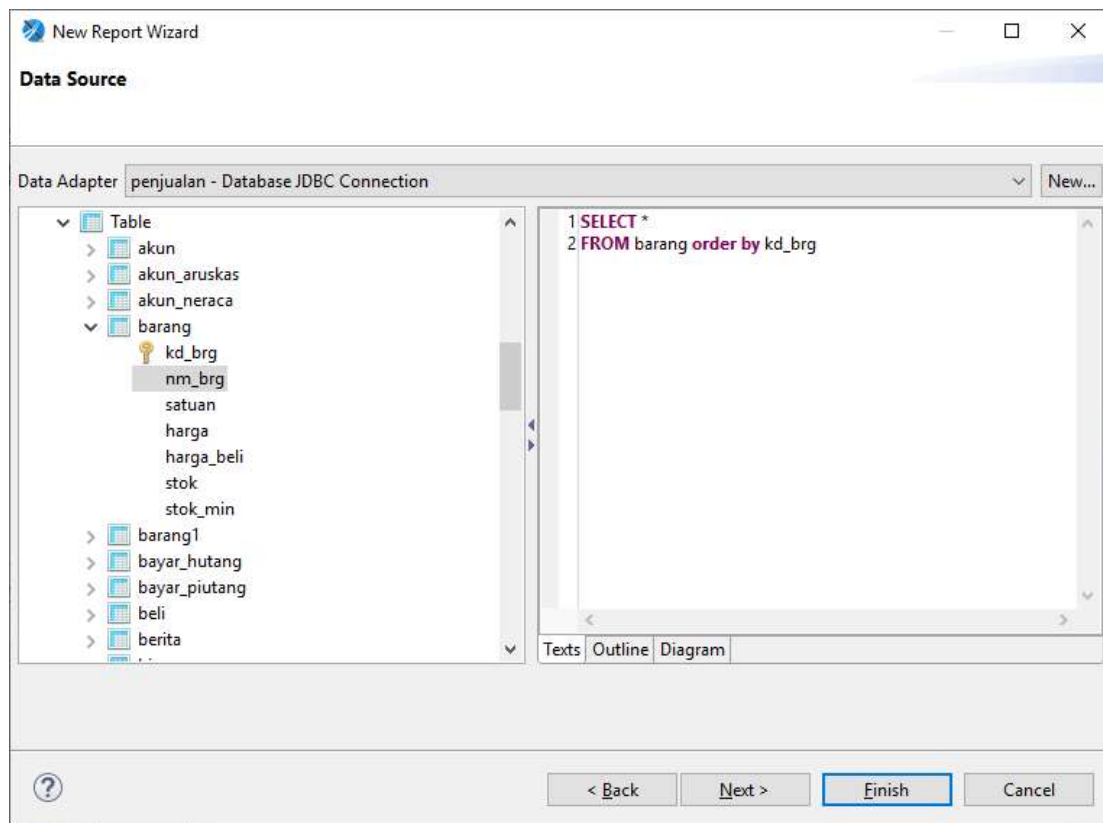 New Report Wizard
Data Source
Data Adapter penjualan - Database JDBC Connection New...
Table
akun
akun_aruskas
akun_neraca
barang
kd_brg
nm_brg
satuan
harga
harga_beli
stok
stok_min
barang1
bayar_hutang
bayar_piutang
beli
berita
1 SELECT *
2 FROM barang order by kd_brg
Texts Outline Diagram
? < Back Next > Finish Cancel